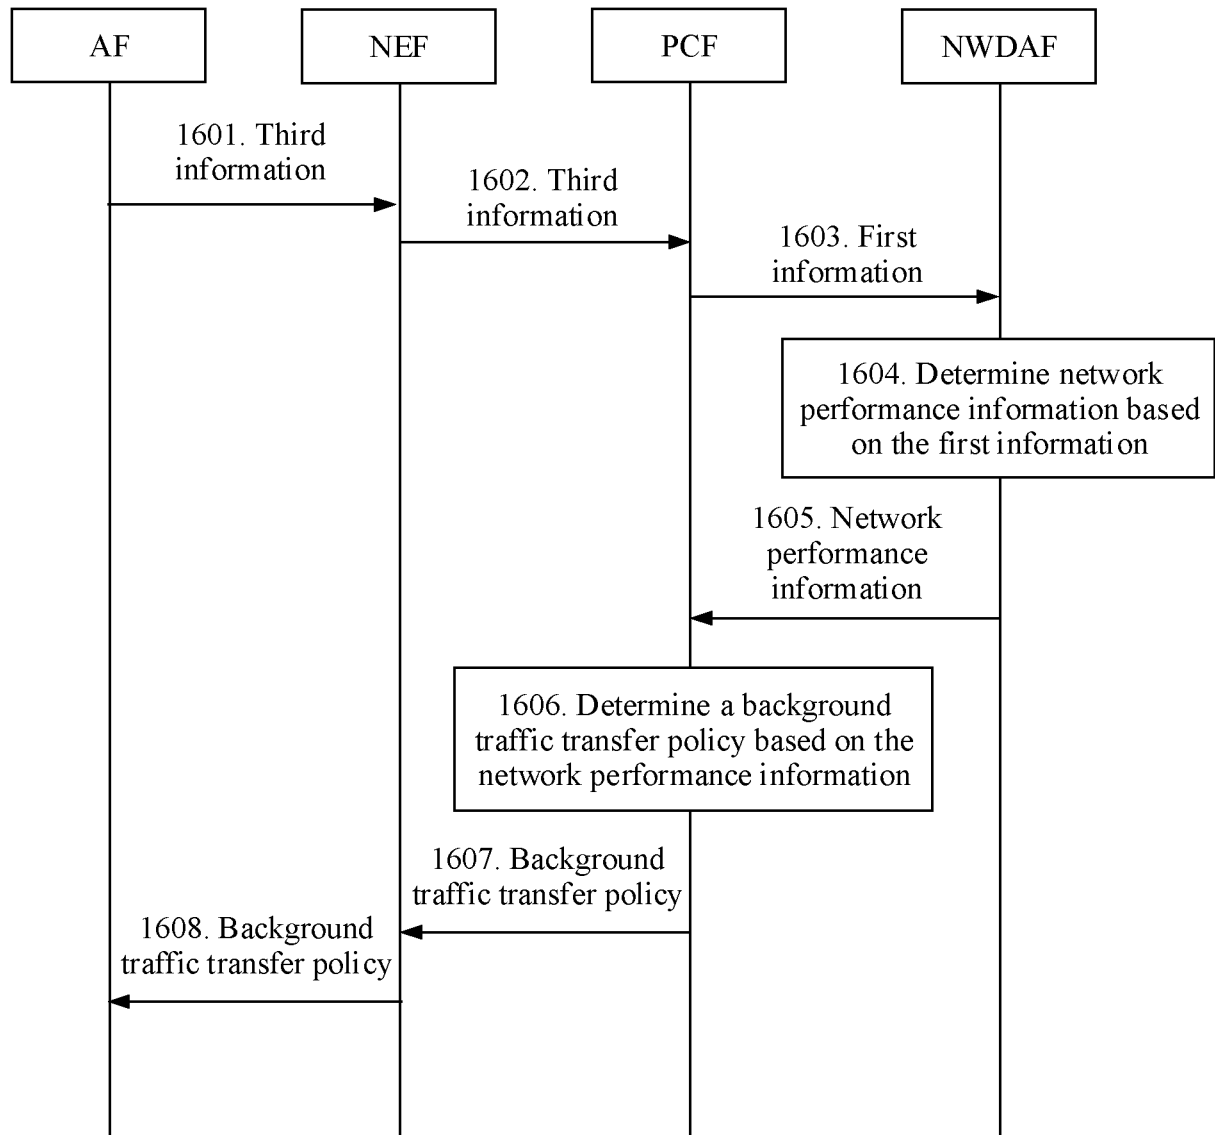 AF
NEF
PCF
NWDAF
1601. Third
information
1602. Third
information
1603. First
information
1604. Determine network
performance information based
on the first information
1605. Network
performance
information
1606. Determine a background
traffic transfer policy based on the
network performance information
1607. Background
traffic transfer policy
1608. Background
traffic transfer policy